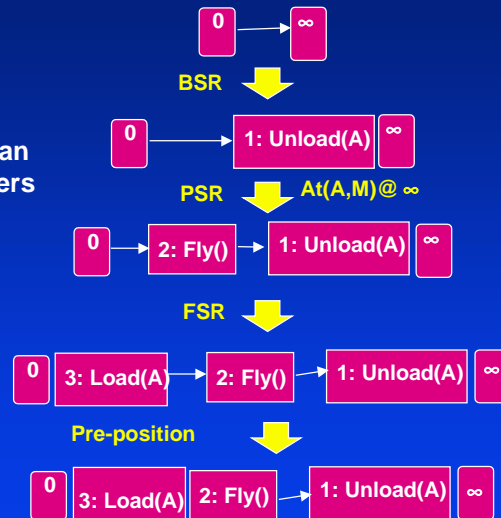 0 ∞
BSR
an
ers
0 1: Unload(A) ∞
PSR At(A,M)@ ∞
0 2: Fly() 1: Unload(A) ∞
FSR
0 3: Load(A) 2: Fly() 1: Unload(A) ∞
Pre-position
0 3: Load(A) 2: Fly() 1: Unload(A) ∞